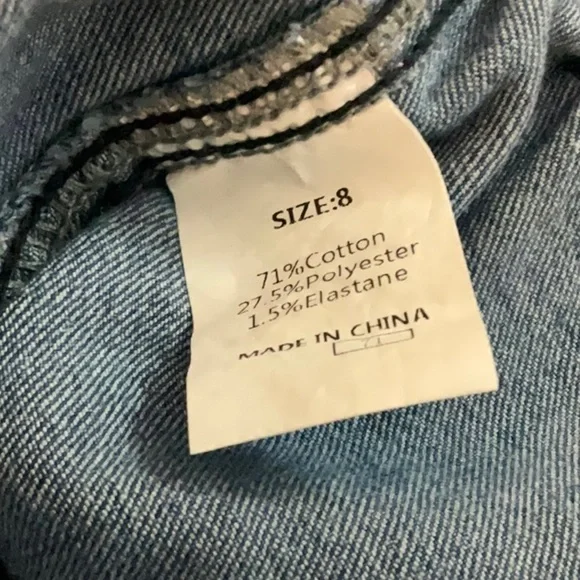 SIZE:8
71%Cotton
27.5%Polyester
1.5%Elastane
MADE IN CHINA